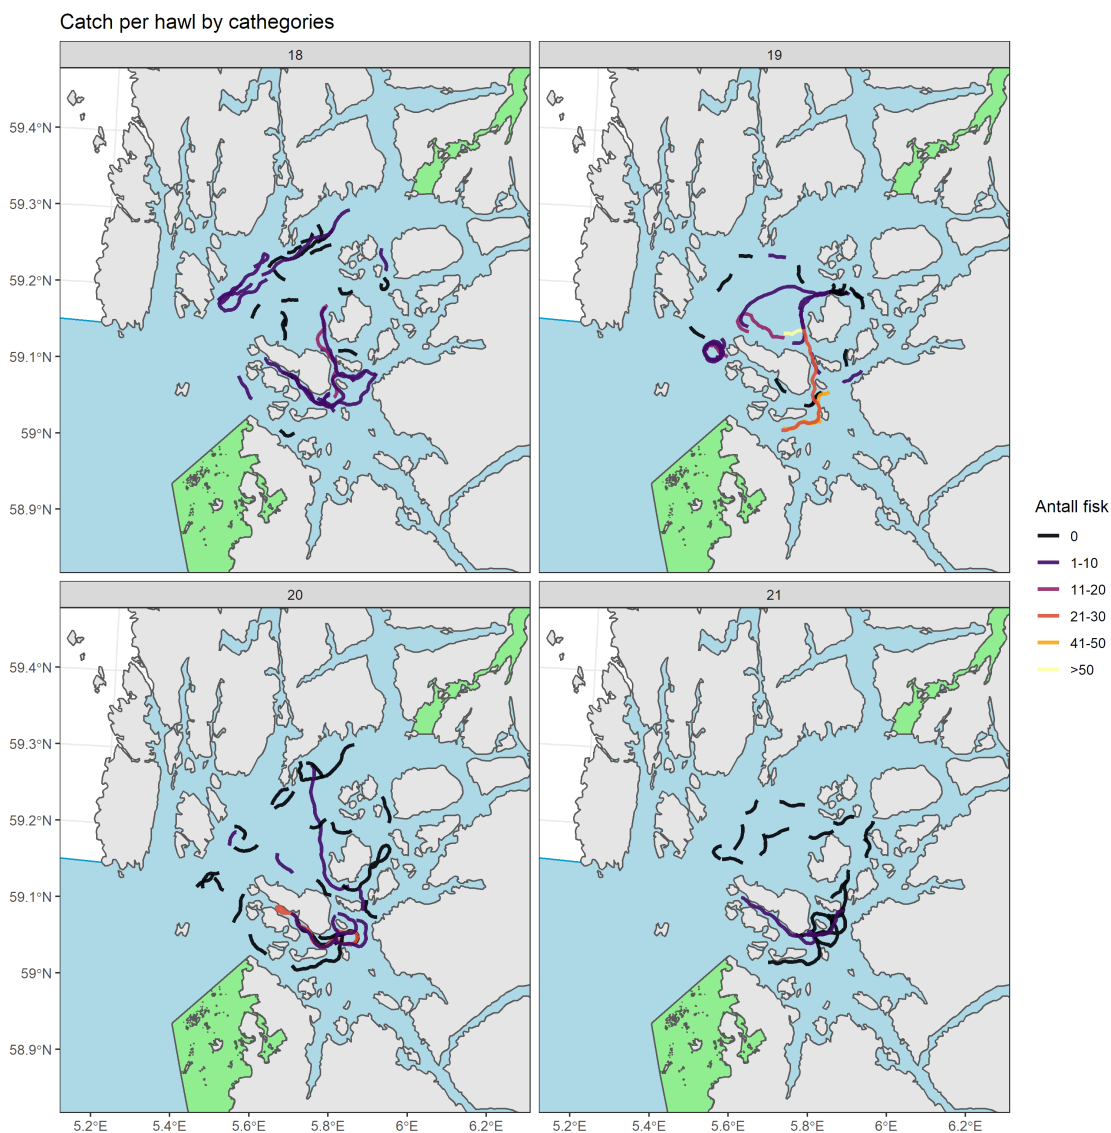 Catch per hawl by cathegories
18
19
59.4°N
59.3°N
59.2°N
59.1°N
59°N
58.9°N
20
21
59.4°N
59.3°N
59.2°N
59.1°N
59°N
58.9°N
5.2°E
5.4°E
5.6°E
5.8°E
6°E
6.2°E
5.2°E
5.4°E
5.6°E
5.8°E
6°E
6.2°E
Antall fisk
0
1-10
11-20
21-30
41-50
>50